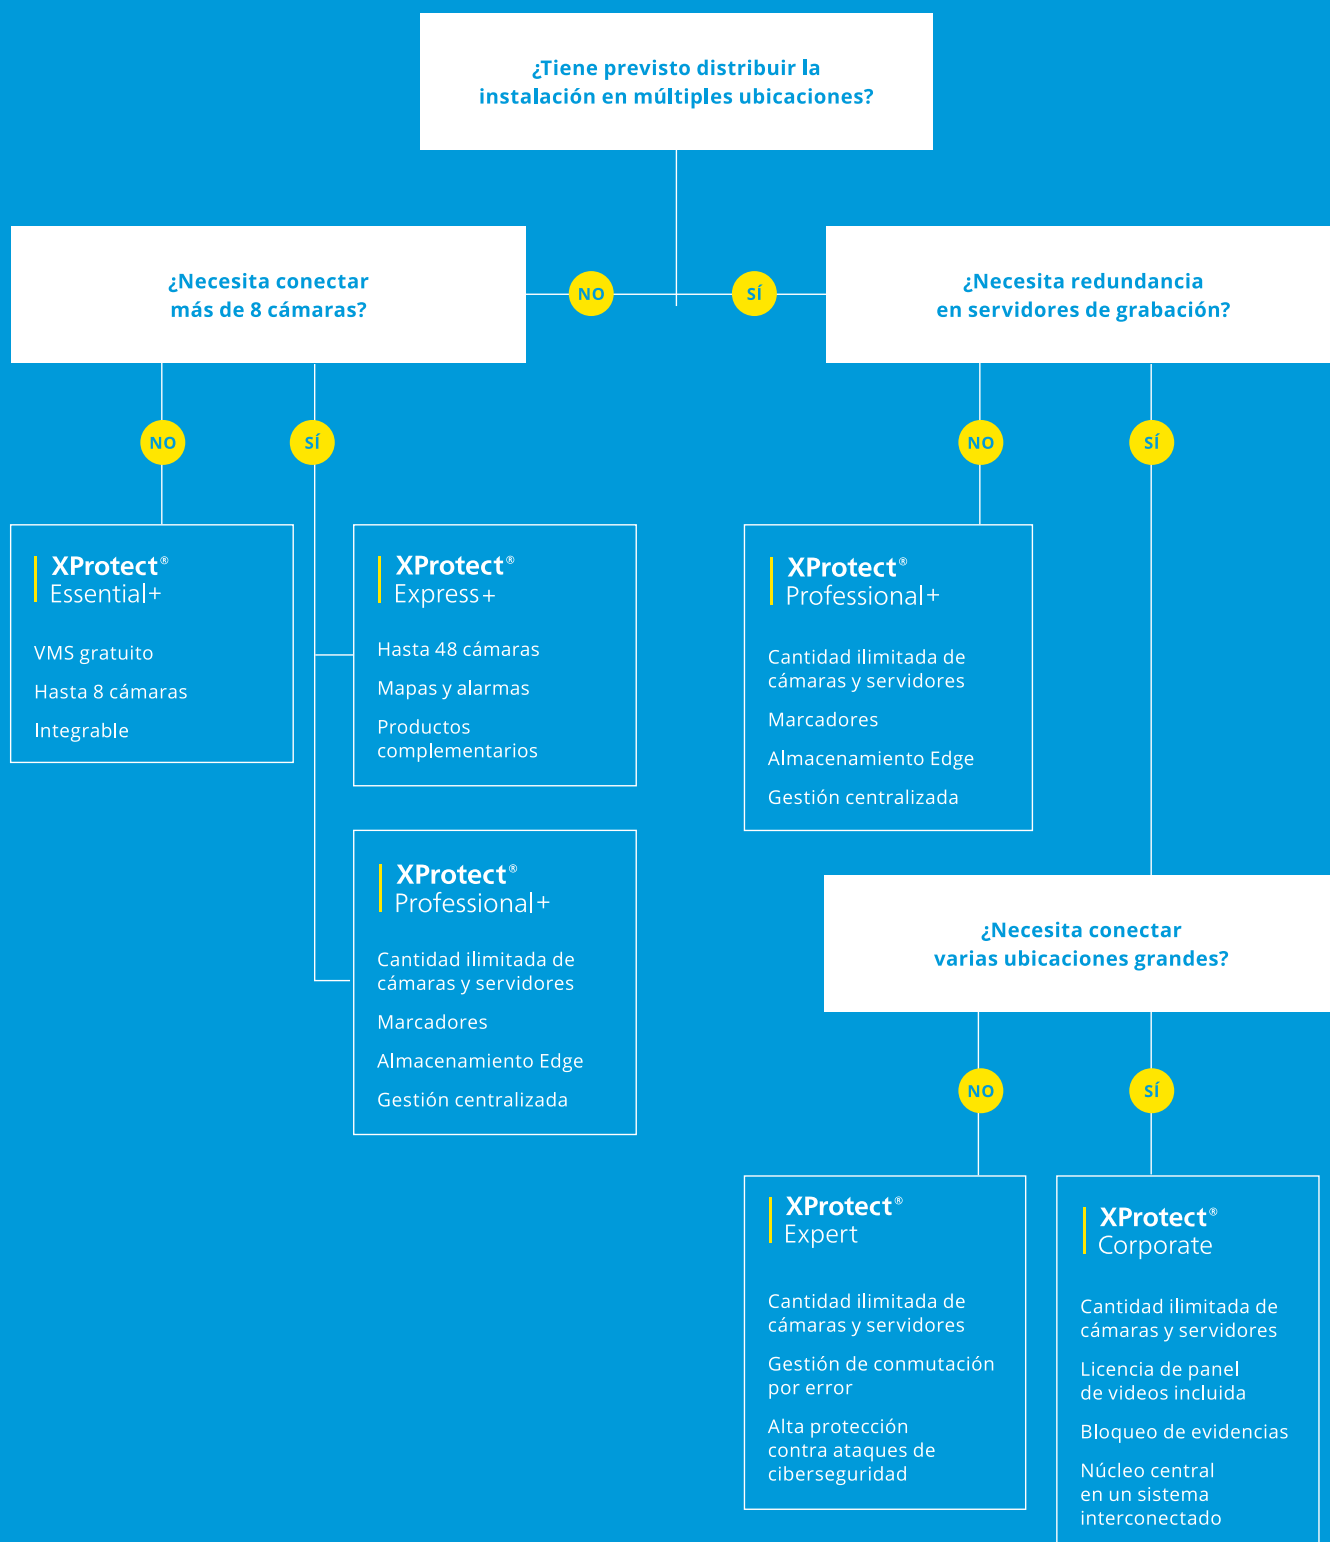 ¿Tiene previsto distribuir la
instalación en múltiples ubicaciones?
¿Necesita conectar
más de 8 cámaras?
NO
SÍ
¿Necesita redundancia
en servidores de grabación?
NO
SÍ
NO
SÍ
XProtect®
Essential+
VMS gratuito
Hasta 8 cámaras
Integrable
XProtect®
Express+
Hasta 48 cámaras
Mapas y alarmas
Productos
complementarios
XProtect®
Professional+
Cantidad ilimitada de
cámaras y servidores
Marcadores
Almacenamiento Edge
Gestión centralizada
XProtect®
Professional+
Cantidad ilimitada de
cámaras y servidores
Marcadores
Almacenamiento Edge
Gestión centralizada
¿Necesita conectar
varias ubicaciones grandes?
NO
SÍ
XProtect®
Expert
Cantidad ilimitada de
cámaras y servidores
Gestión de conmutación
por error
Alta protección
contra ataques de
ciberseguridad
XProtect®
Corporate
Cantidad ilimitada de
cámaras y servidores
Licencia de panel
de videos incluida
Bloqueo de evidencias
Núcleo central
en un sistema
interconectado